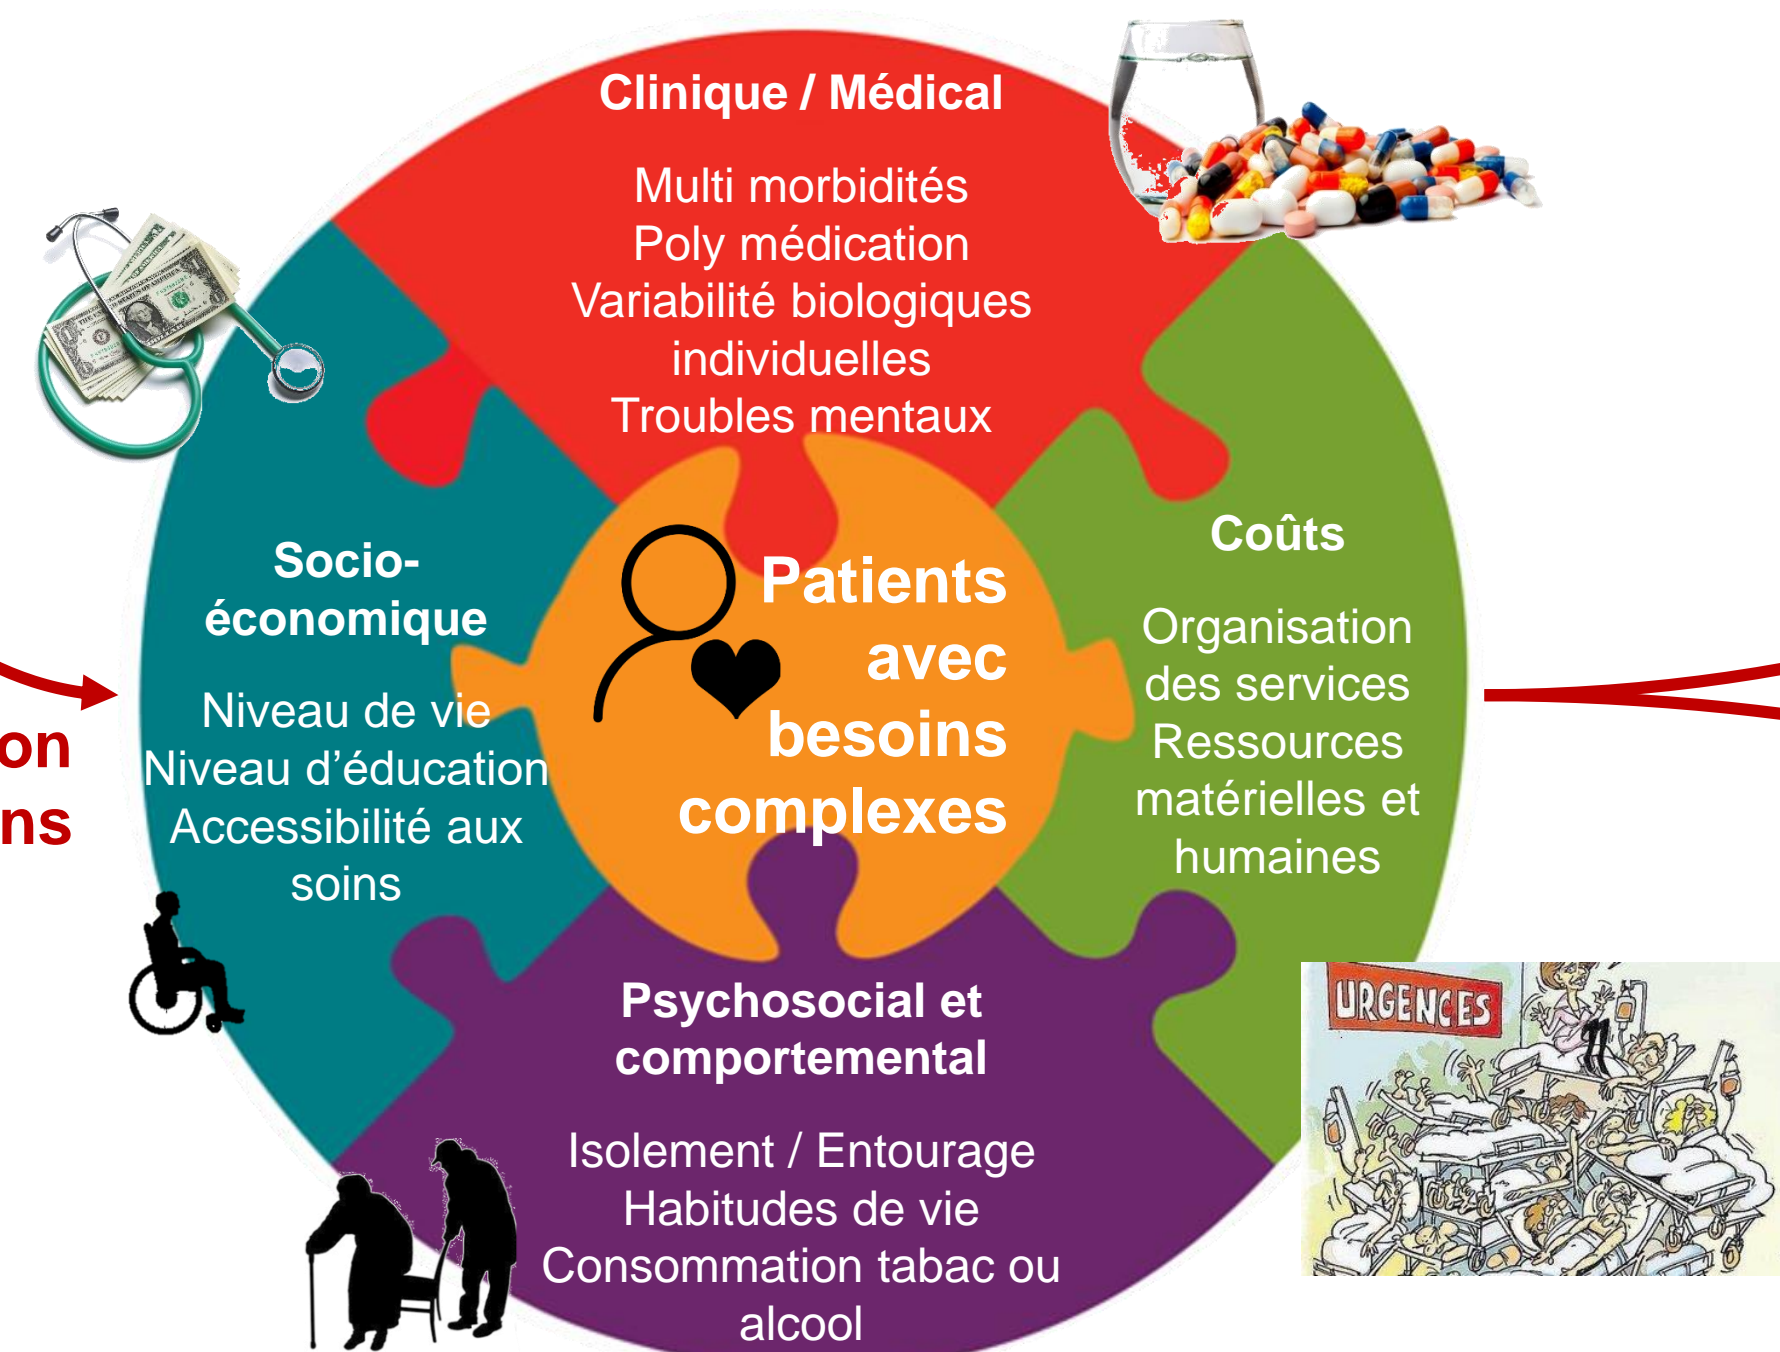 Clinique / Médical
Multi morbidités
Poly médication
Variabilité biologiques
individuelles
Troubles mentaux
Socio-
économique
Niveau de vie
Niveau d'éducation
Accessibilité aux
soins
Patients
avec
besoins
complexes
Coûts
Organisation
des services
Ressources
matérielles et
humaines
Psychosocial et
comportemental
Isolement / Entourage
Habitudes de vie
Consommation tabac ou
alcool
on
ns
URGENCES